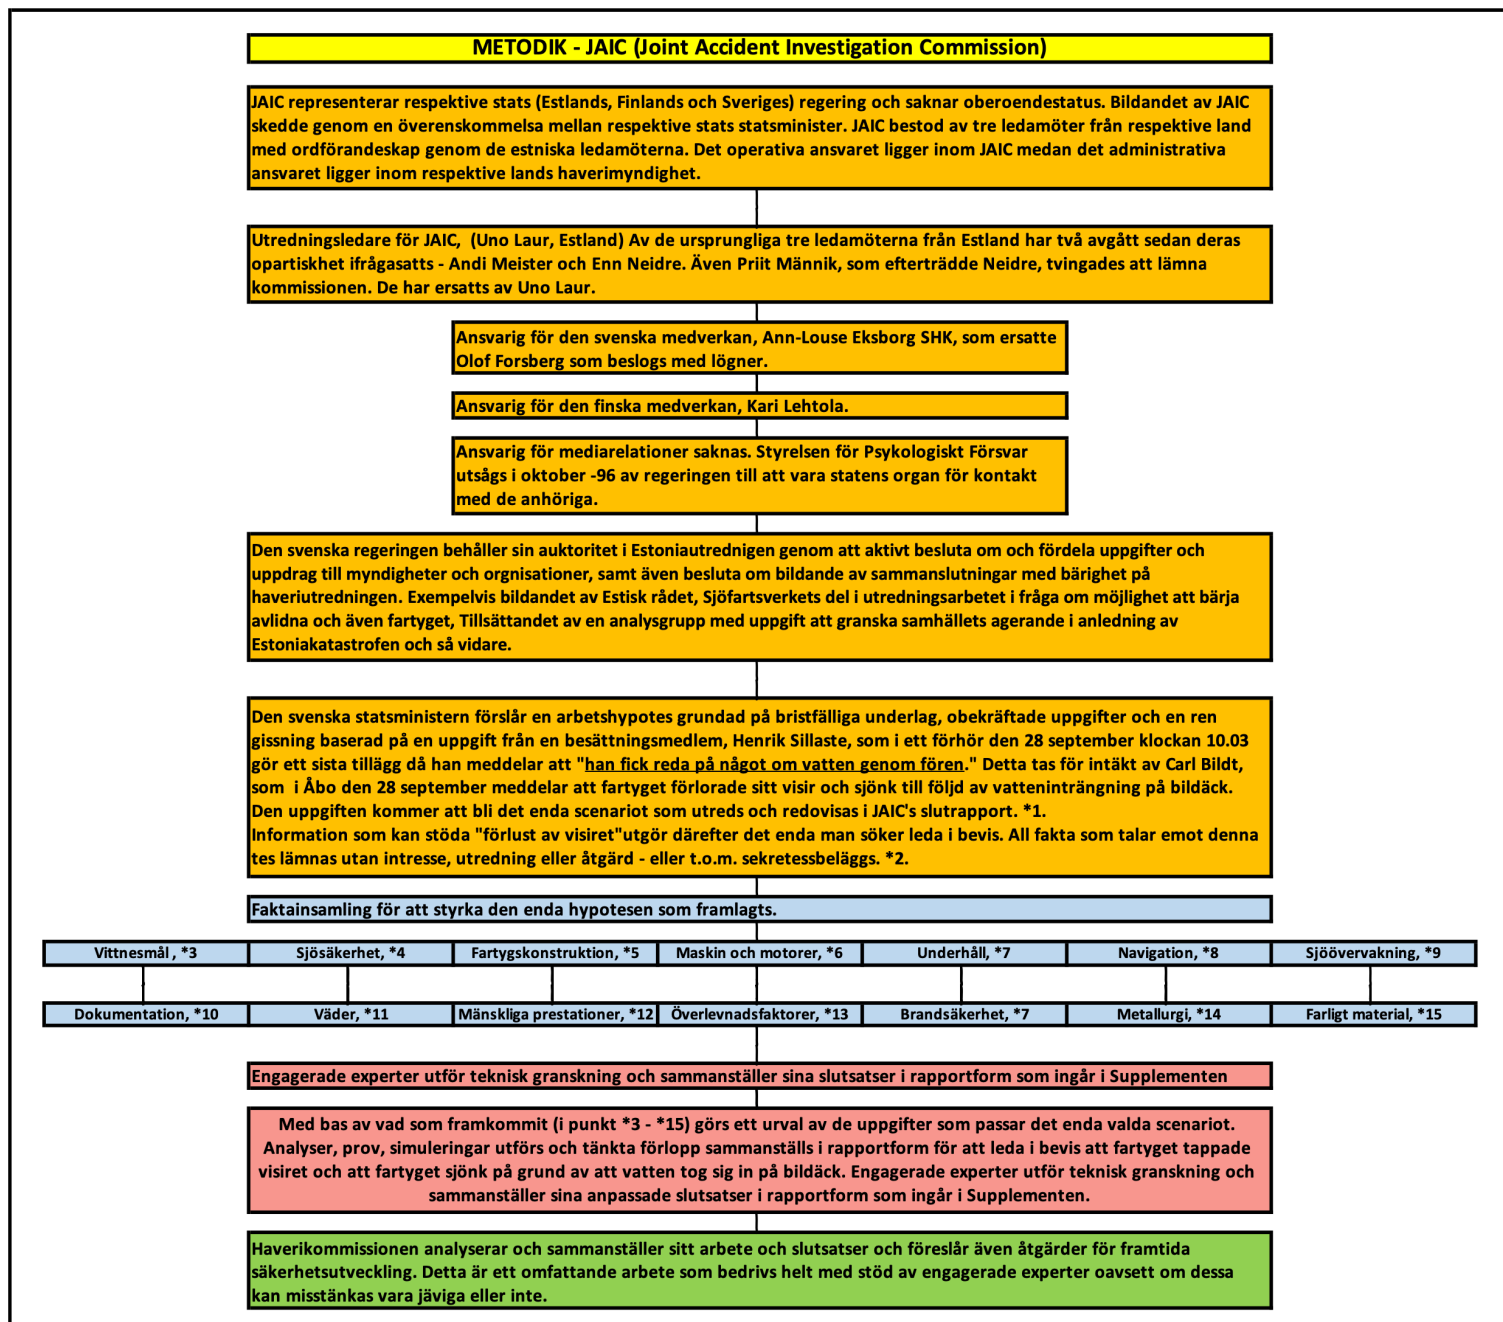 METODIK - JAIC (Joint Accident Investigation Commission)
JAIC representerar respektive stats (Estlands, Finlands och Sveriges) regering och saknar oberoendestatus. Bildandet av JAIC
skedde genom en överenskommelsa mellan respektive stats statsminister. JAIC bestod av tre ledamöter från respektive land
med ordförandeskap genom de estniska ledamöterna. Det operativa ansvaret ligger inom JAIC medan det administrativa
ansvaret ligger inom respektive lands haverimyndighet.
Utredningsledare för JAIC,  (Uno Laur, Estland) Av de ursprungliga tre ledamöterna från Estland har två avgått sedan deras
opartiskhet ifrågasatts - Andi Meister och Enn Neidre. Även Priit Männik, som efterträdde Neidre, tvingades att lämna
kommissionen. De har ersatts av Uno Laur.
Ansvarig för den svenska medverkan, Ann-Louse Eksborg SHK, som ersatte
Olof Forsberg som beslogs med lögner.
Ansvarig för den finska medverkan, Kari Lehtola.
Ansvarig för mediarelationer saknas. Styrelsen för Psykologiskt Försvar
utsågs i oktober -96 av regeringen till att vara statens organ för kontakt
med de anhöriga.
Den svenska regeringen behåller sin auktoritet i Estoniautrednigen genom att aktivt besluta om och fördela uppgifter och
uppdrag till myndigheter och orgnisationer, samt även besluta om bildande av sammanslutningar med bärighet på
haveriutredningen. Exempelvis bildandet av Estisk rådet, Sjöfartsverkets del i utredningsarbetet i fråga om möjlighet att bärja
avlidna och även fartyget, Tillsättandet av en analysgrupp med uppgift att granska samhällets agerande i anledning av
Estoniakatastrofen och så vidare.
Den svenska statsministern förslår en arbetshypotes grundad på bristfälliga underlag, obekräftade uppgifter och en ren
gissning baserad på en uppgift från en besättningsmedlem, Henrik Sillaste, som i ett förhör den 28 september klockan 10.03
gör ett sista tillägg då han meddelar att "han fick reda på något om vatten genom fören." Detta tas för intäkt av Carl Bildt,
som  i Åbo den 28 september meddelar att fartyget förlorade sitt visir och sjönk till följd av vatteninträngning på bildäck.
Den uppgiften kommer att bli det enda scenariot som utreds och redovisas i JAIC's slutrapport. *1.
Information som kan stöda "förlust av visiret"utgör därefter det enda man söker leda i bevis. All fakta som talar emot denna
tes lämnas utan intresse, utredning eller åtgärd - eller t.o.m. sekretessbeläggs. *2.
Faktainsamling för att styrka den enda hypotesen som framlagts.
Vittnesmål , *3 Sjösäkerhet, *4 Fartygskonstruktion, *5 Maskin och motorer, *6 Underhåll, *7 Navigation, *8 Sjöövervakning, *9
Dokumentation, *10 Väder, *11 Mänskliga prestationer, *12 Överlevnadsfaktorer, *13 Brandsäkerhet, *7 Metallurgi, *14 Farligt material, *15
Engagerade experter utför teknisk granskning och sammanställer sina slutsatser i rapportform som ingår i Supplementen
Med bas av vad som framkommit (i punkt *3 - *15) görs ett urval av de uppgifter som passar det enda valda scenariot.
Analyser, prov, simuleringar utförs och tänkta förlopp sammanställs i rapportform för att leda i bevis att fartyget tappade
visiret och att fartyget sjönk på grund av att vatten tog sig in på bildäck. Engagerade experter utför teknisk granskning och
sammanställer sina anpassade slutsatser i rapportform som ingår i Supplementen.
Haverikommissionen analyserar och sammanställer sitt arbete och slutsatser och föreslår även åtgärder för framtida
säkerhetsutveckling. Detta är ett omfattande arbete som bedrivs helt med stöd av engagerade experter oavsett om dessa
kan misstänkas vara jäviga eller inte.